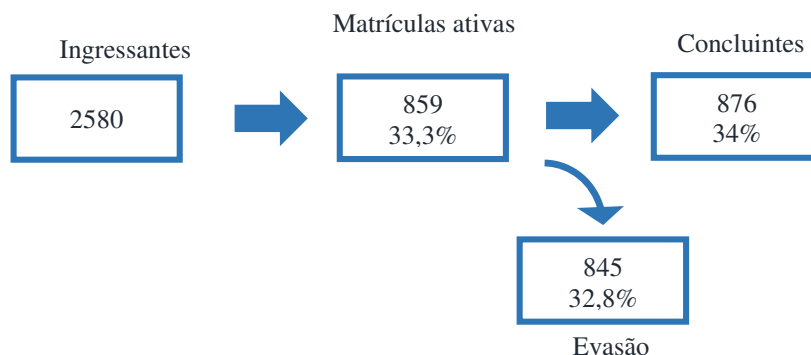 Ingressantes
2580
Matrículas ativas
859
33,3%
Concluintes
876
34%
845
32,8%
Evasão